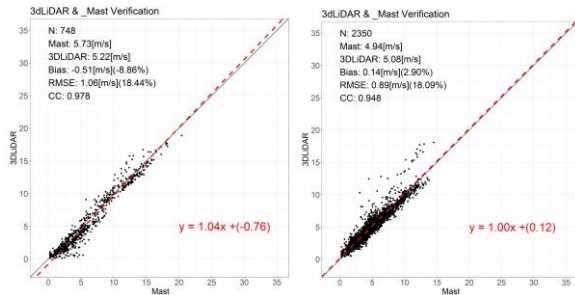 3dLiDAR & _Mast Verification
N: 748
Mast: 5.73[m/s]
3DLiDAR: 5.22[m/s]
Bias: -0.51[m/s](-8.86%)
RMSE: 1.06[m/s](18.44%)
CC: 0.978
y = 1.04x +(-0.76)
3DLiDAR
35
30
25
20
15
10
5
0
0 5 10 15 20 25 30 35
Mast
3dLiDAR & _Mast Verification
N: 2350
Mast: 4.94[m/s]
3DLiDAR: 5.08[m/s]
Bias: 0.14[m/s](2.90%)
RMSE: 0.89[m/s](18.09%)
CC: 0.948
y = 1.00x +(0.12)
3DLiDAR
35
30
25
20
15
10
5
0
0 5 10 15 20 25 30 35
Mast